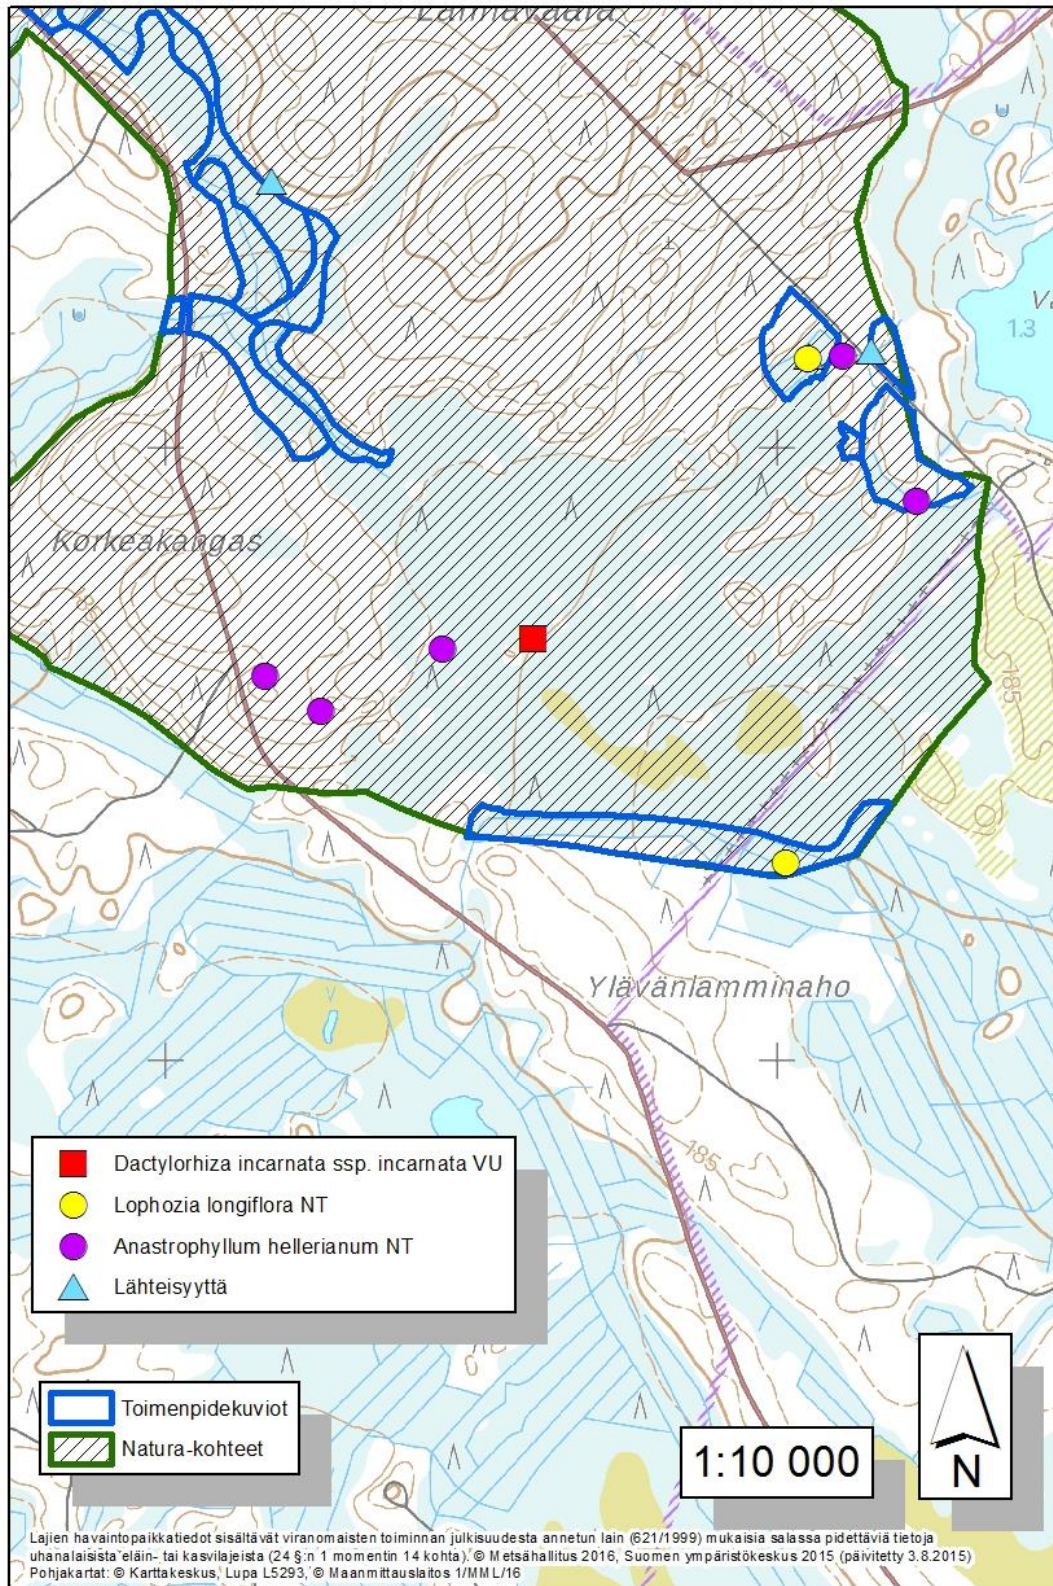 Lammavaara
V
1.3
Korkeakangas
185
185
Ylävänlamminaho
185
Dactylorhiza incarnata ssp. incarnata VU
Lophozia longiflora NT
Anastrophyllum hellerianum NT
Lähteisyyttä
Toimenpidekuviot
Natura-kohteet
1:10 000
N
Lajien havaintopaikkatiedot sisältävät viranomaisten toiminnan julkisuudesta annetun lain (621/1999) mukaisia salassa pidettäviä tietoja
uhanalaisista eläin- tai kasvilajeista (24 §:n 1 momentin 14 kohta). © Metsähallitus 2016, Suomen ympäristökeskus 2015 (päivitetty 3.8.2015)
Pohjakartat: © Karttakeskus, Lupa L5293, © Maanmittauslaitos 1/MML/16